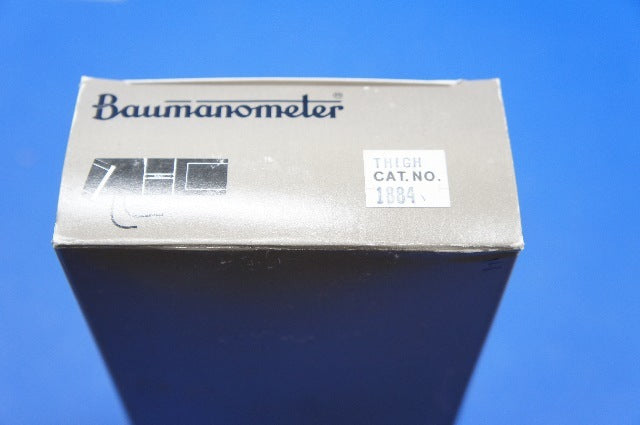 Baumanometer®
THIGH
CAT. NO.
1884